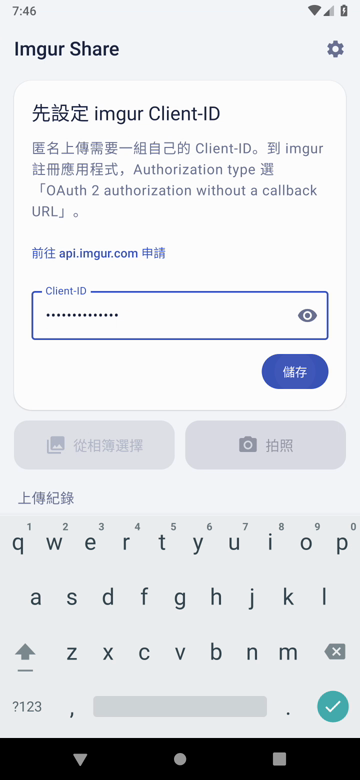 7:46
Imgur Share
先設定 imgur Client-ID
匿名上傳需要一組自己的 Client-ID。到 imgur
註冊應用程式，Authorization type 選
「OAuth 2 authorization without a callback
URL」。
前往 api.imgur.com 申請
Client-ID
••••••••••••••
儲存
從相簿選擇
拍照
上傳紀錄
1 2 3 4 5 6 7 8 9 0
q w e r t y u i o p
a s d f g h j k l
z x c v b n m
?123 , .